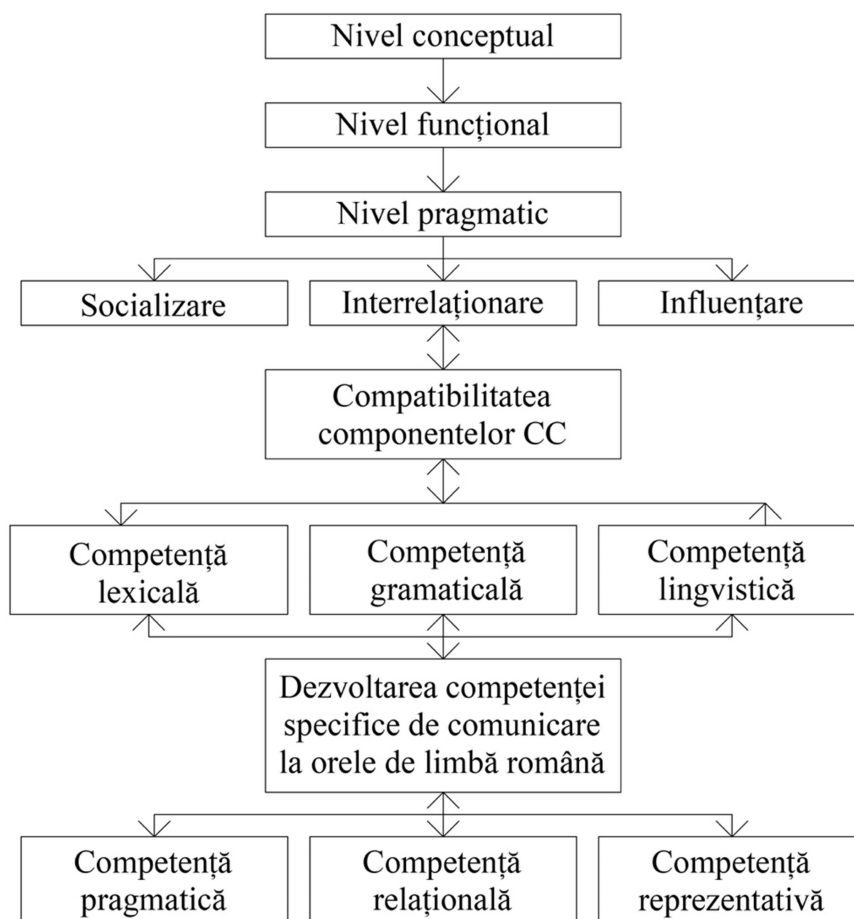 Nivel conceptual
Nivel funcțional
Nivel pragmatic
Socializare
Interrelaționare
Influențare
Compatibilitatea
componentelor CC
Competență
lexicală
Competență
gramaticală
Competență
lingvistică
Dezvoltarea competenței
specifice de comunicare
la orele de limbă română
Competență
pragmatică
Competență
relațională
Competență
reprezentativă